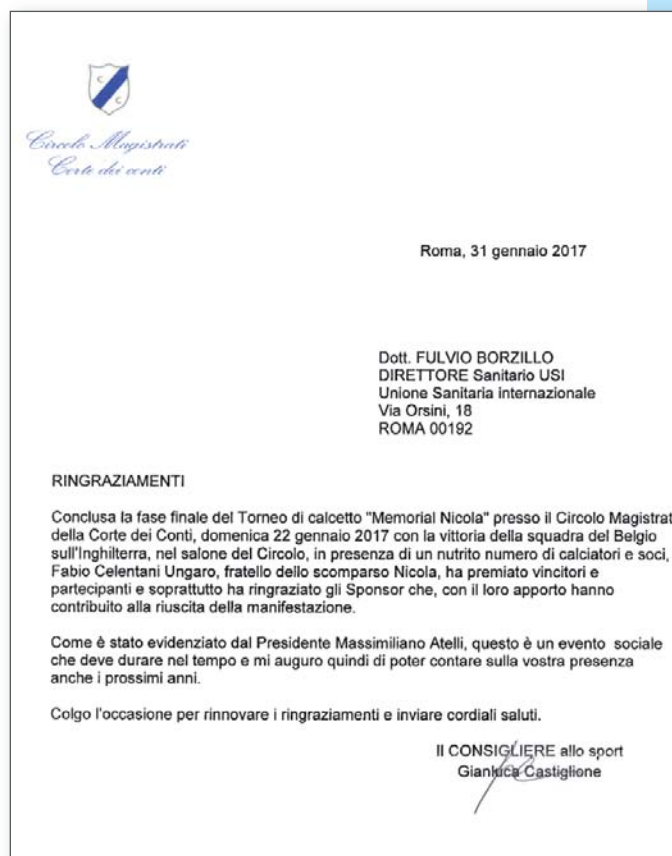 C
C
Circolo Magistrati
Corte dei conti
Roma, 31 gennaio 2017
Dott. FULVIO BORZILLO
DIRETTORE Sanitario USI
Unione Sanitaria internazionale
Via Orsini, 18
ROMA 00192
RINGRAZIAMENTI
Conclusa la fase finale del Torneo di calcetto "Memorial Nicola" presso il Circolo Magistrat
della Corte dei Conti, domenica 22 gennaio 2017 con la vittoria della squadra del Belgio
sull'Inghilterra, nel salone del Circolo, in presenza di un nutrito numero di calciatori e soci,
Fabio Celentani Ungaro, fratello dello scomparso Nicola, ha premiato vincitori e
partecipanti e soprattutto ha ringraziato gli Sponsor che, con il loro apporto hanno
contribuito alla riuscita della manifestazione.
Come è stato evidenziato dal Presidente Massimiliano Atelli, questo è un evento sociale
che deve durare nel tempo e mi auguro quindi di poter contare sulla vostra presenza
anche i prossimi anni.
Colgo l'occasione per rinnovare i ringraziamenti e inviare cordiali saluti.
Il CONSIGLIERE allo sport
Gianluca Castiglione